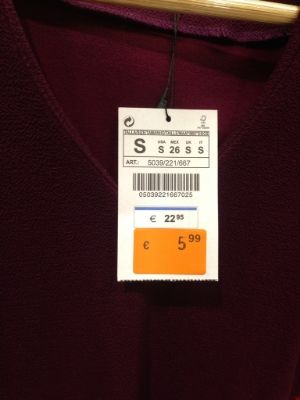 S
USA MEX UK IT
S 26 S S
ART.: 5039/221/667
05039221667025
€ 22 95
€ 5 99